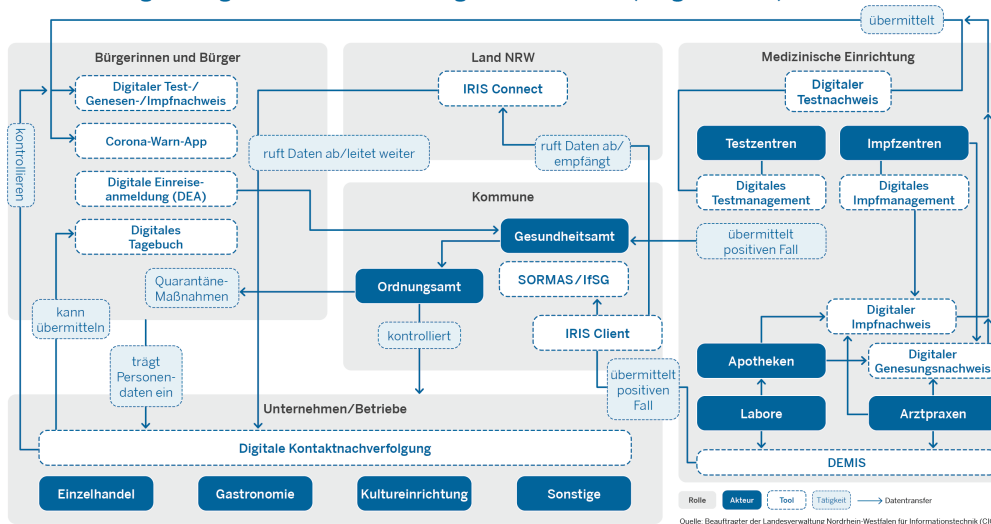 übermittelt
Bürgerinnen und Bürger
Digitaler Test-/
Genesen-/Impfnachweis
Corona-Warn-App
Digitale Einreise-
anmeldung (DEA)
Digitales
Tagebuch
kontrollieren
Quarantäne-
Maßnahmen
kann
übermitteln
trägt
Personen-
daten ein
Land NRW
IRIS Connect
ruft Daten ab/leitet weiter
ruft Daten ab/
empfängt
Kommune
Gesundheitsamt
Ordnungsamt
SORMAS/IfSG
IRIS Client
kontrolliert
übermittelt
positiven
Fall
Medizinische Einrichtung
Digitaler
Testnachweis
Testzentren
Impfzentren
Digitales
Testmanagement
Digitales
Impfmanagement
übermittelt
positiven Fall
Digitaler
Impfnachweis
Apotheken
Digitaler
Genesungsnachweis
Labore
Arztpraxen
DEMIS
Unternehmen/Betriebe
Digitale Kontaktnachverfolgung
Einzelhandel
Gastronomie
Kultureinrichtung
Sonstige
Rolle
Akteur
Tool
Tätigkeit
Datentransfer
Quelle: Beauftragter der Landesverwaltung Nordrhein-Westfalen für Informationstechnik (CI